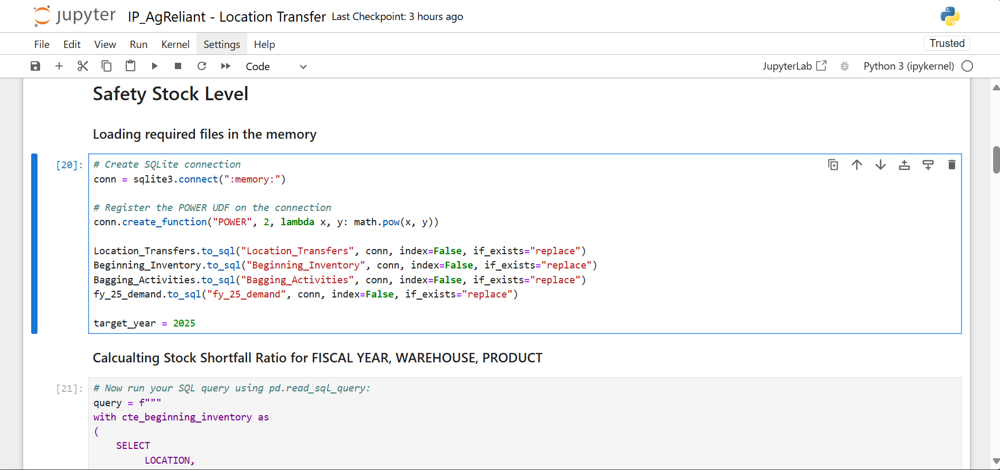 jupyter IP_AgReliant - Location Transfer Last Checkpoint: 3 hours ago
File Edit View Run Kernel Settings Help Trusted
Code JupyterLab Python 3 (ipykernel)
Safety Stock Level
Loading required files in the memory
[20]: # Create SQLite connection
conn = sqlite3.connect(":memory:")
# Register the POWER UDF on the connection
conn.create_function("POWER", 2, lambda x, y: math.pow(x, y))
Location_Transfers.to_sql("Location_Transfers", conn, index=False, if_exists="replace")
Beginning_Inventory.to_sql("Beginning_Inventory", conn, index=False, if_exists="replace")
Bagging_Activities.to_sql("Bagging_Activities", conn, index=False, if_exists="replace")
fy_25_demand.to_sql("fy_25_demand", conn, index=False, if_exists="replace")
target_year = 2025
Calcualting Stock Shortfall Ratio for FISCAL YEAR, WAREHOUSE, PRODUCT
[21]: # Now run your SQL query using pd.read_sql_query:
query = f"""
with cte_beginning_inventory as
(
SELECT
LOCATION,